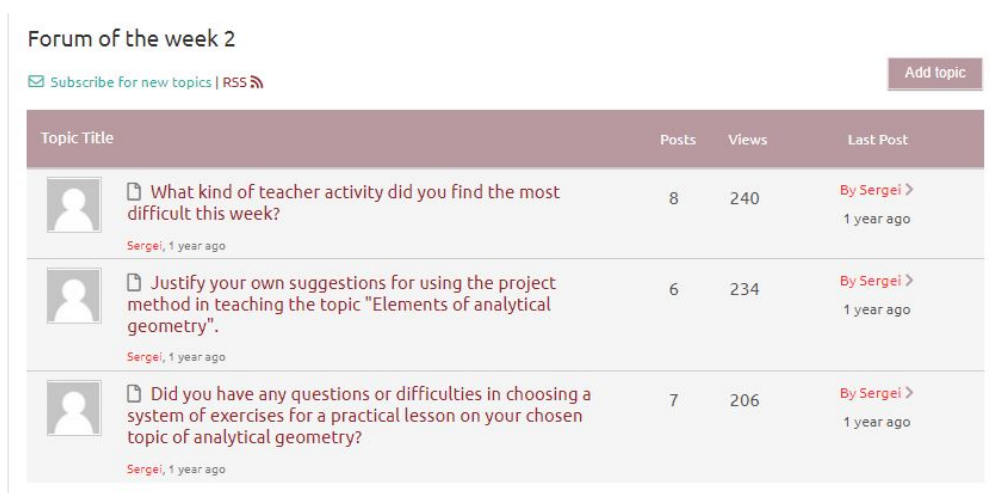 Forum of the week 2
Subscribe for new topics | RSS
Add topic
Topic Title Posts Views Last Post
What kind of teacher activity did you find the most
difficult this week?
Sergei, 1 year ago
8 240 By Sergei
1 year ago
Justify your own suggestions for using the project
method in teaching the topic "Elements of analytical
geometry".
Sergei, 1 year ago
6 234 By Sergei
1 year ago
Did you have any questions or difficulties in choosing a
system of exercises for a practical lesson on your chosen
topic of analytical geometry?
Sergei, 1 year ago
7 206 By Sergei
1 year ago